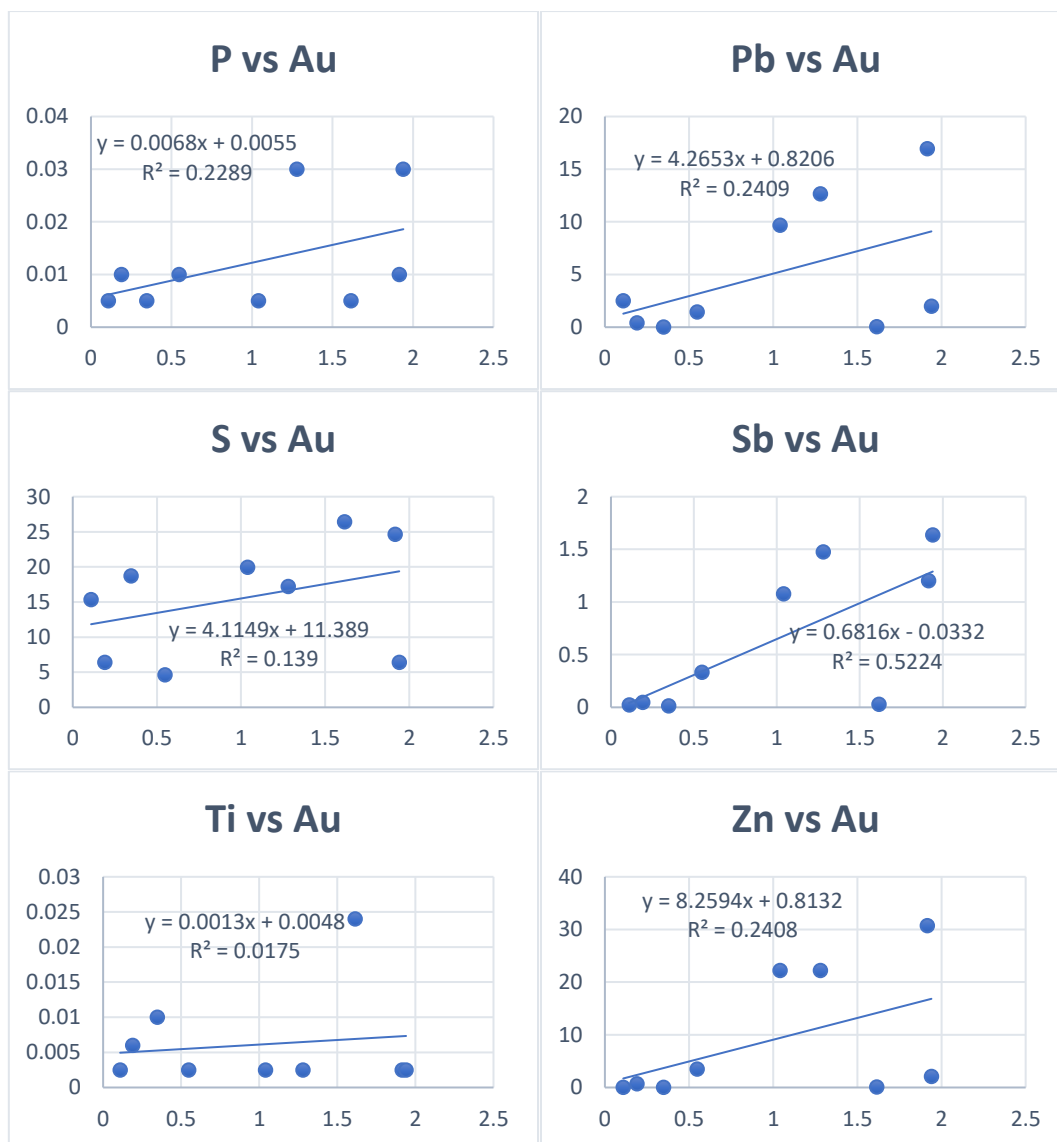 P vs Au
0.04
y = 0.0068x + 0.0055
R² = 0.2289
0.03
0.02
0.01
0
0 0.5 1 1.5 2 2.5
Pb vs Au
20
y = 4.2653x + 0.8206
R² = 0.2409
15
10
5
0
0 0.5 1 1.5 2 2.5
S vs Au
30
25
20
15
y = 4.1149x + 11.389
10
R² = 0.139
5
0
0 0.5 1 1.5 2 2.5
Sb vs Au
2
1.5
1
y = 0.6816x - 0.0332
0.5
R² = 0.5224
0
0 0.5 1 1.5 2 2.5
Ti vs Au
0.03
0.025
y = 0.0013x + 0.0048
0.02
R² = 0.0175
0.015
0.01
0.005
0
0 0.5 1 1.5 2 2.5
Zn vs Au
40
y = 8.2594x + 0.8132
30
R² = 0.2408
20
10
0
0 0.5 1 1.5 2 2.5